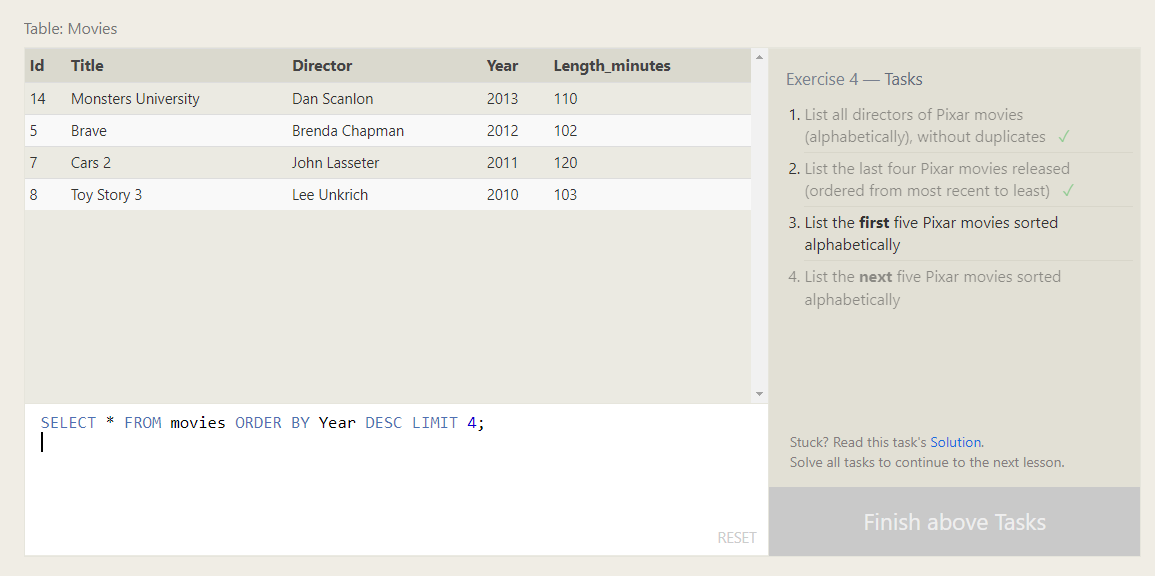 Table: Movies
Id Title Director Year Length_minutes
14 Monsters University Dan Scanlon 2013 110
5 Brave Brenda Chapman 2012 102
7 Cars 2 John Lasseter 2011 120
8 Toy Story 3 Lee Unkrich 2010 103
SELECT * FROM movies ORDER BY Year DESC LIMIT 4;
RESET
Exercise 4 — Tasks
1. List all directors of Pixar movies
(alphabetically), without duplicates ✓
2. List the last four Pixar movies released
(ordered from most recent to least) ✓
3. List the first five Pixar movies sorted
alphabetically
4. List the next five Pixar movies sorted
alphabetically
Stuck? Read this task's Solution.
Solve all tasks to continue to the next lesson.
Finish above Tasks